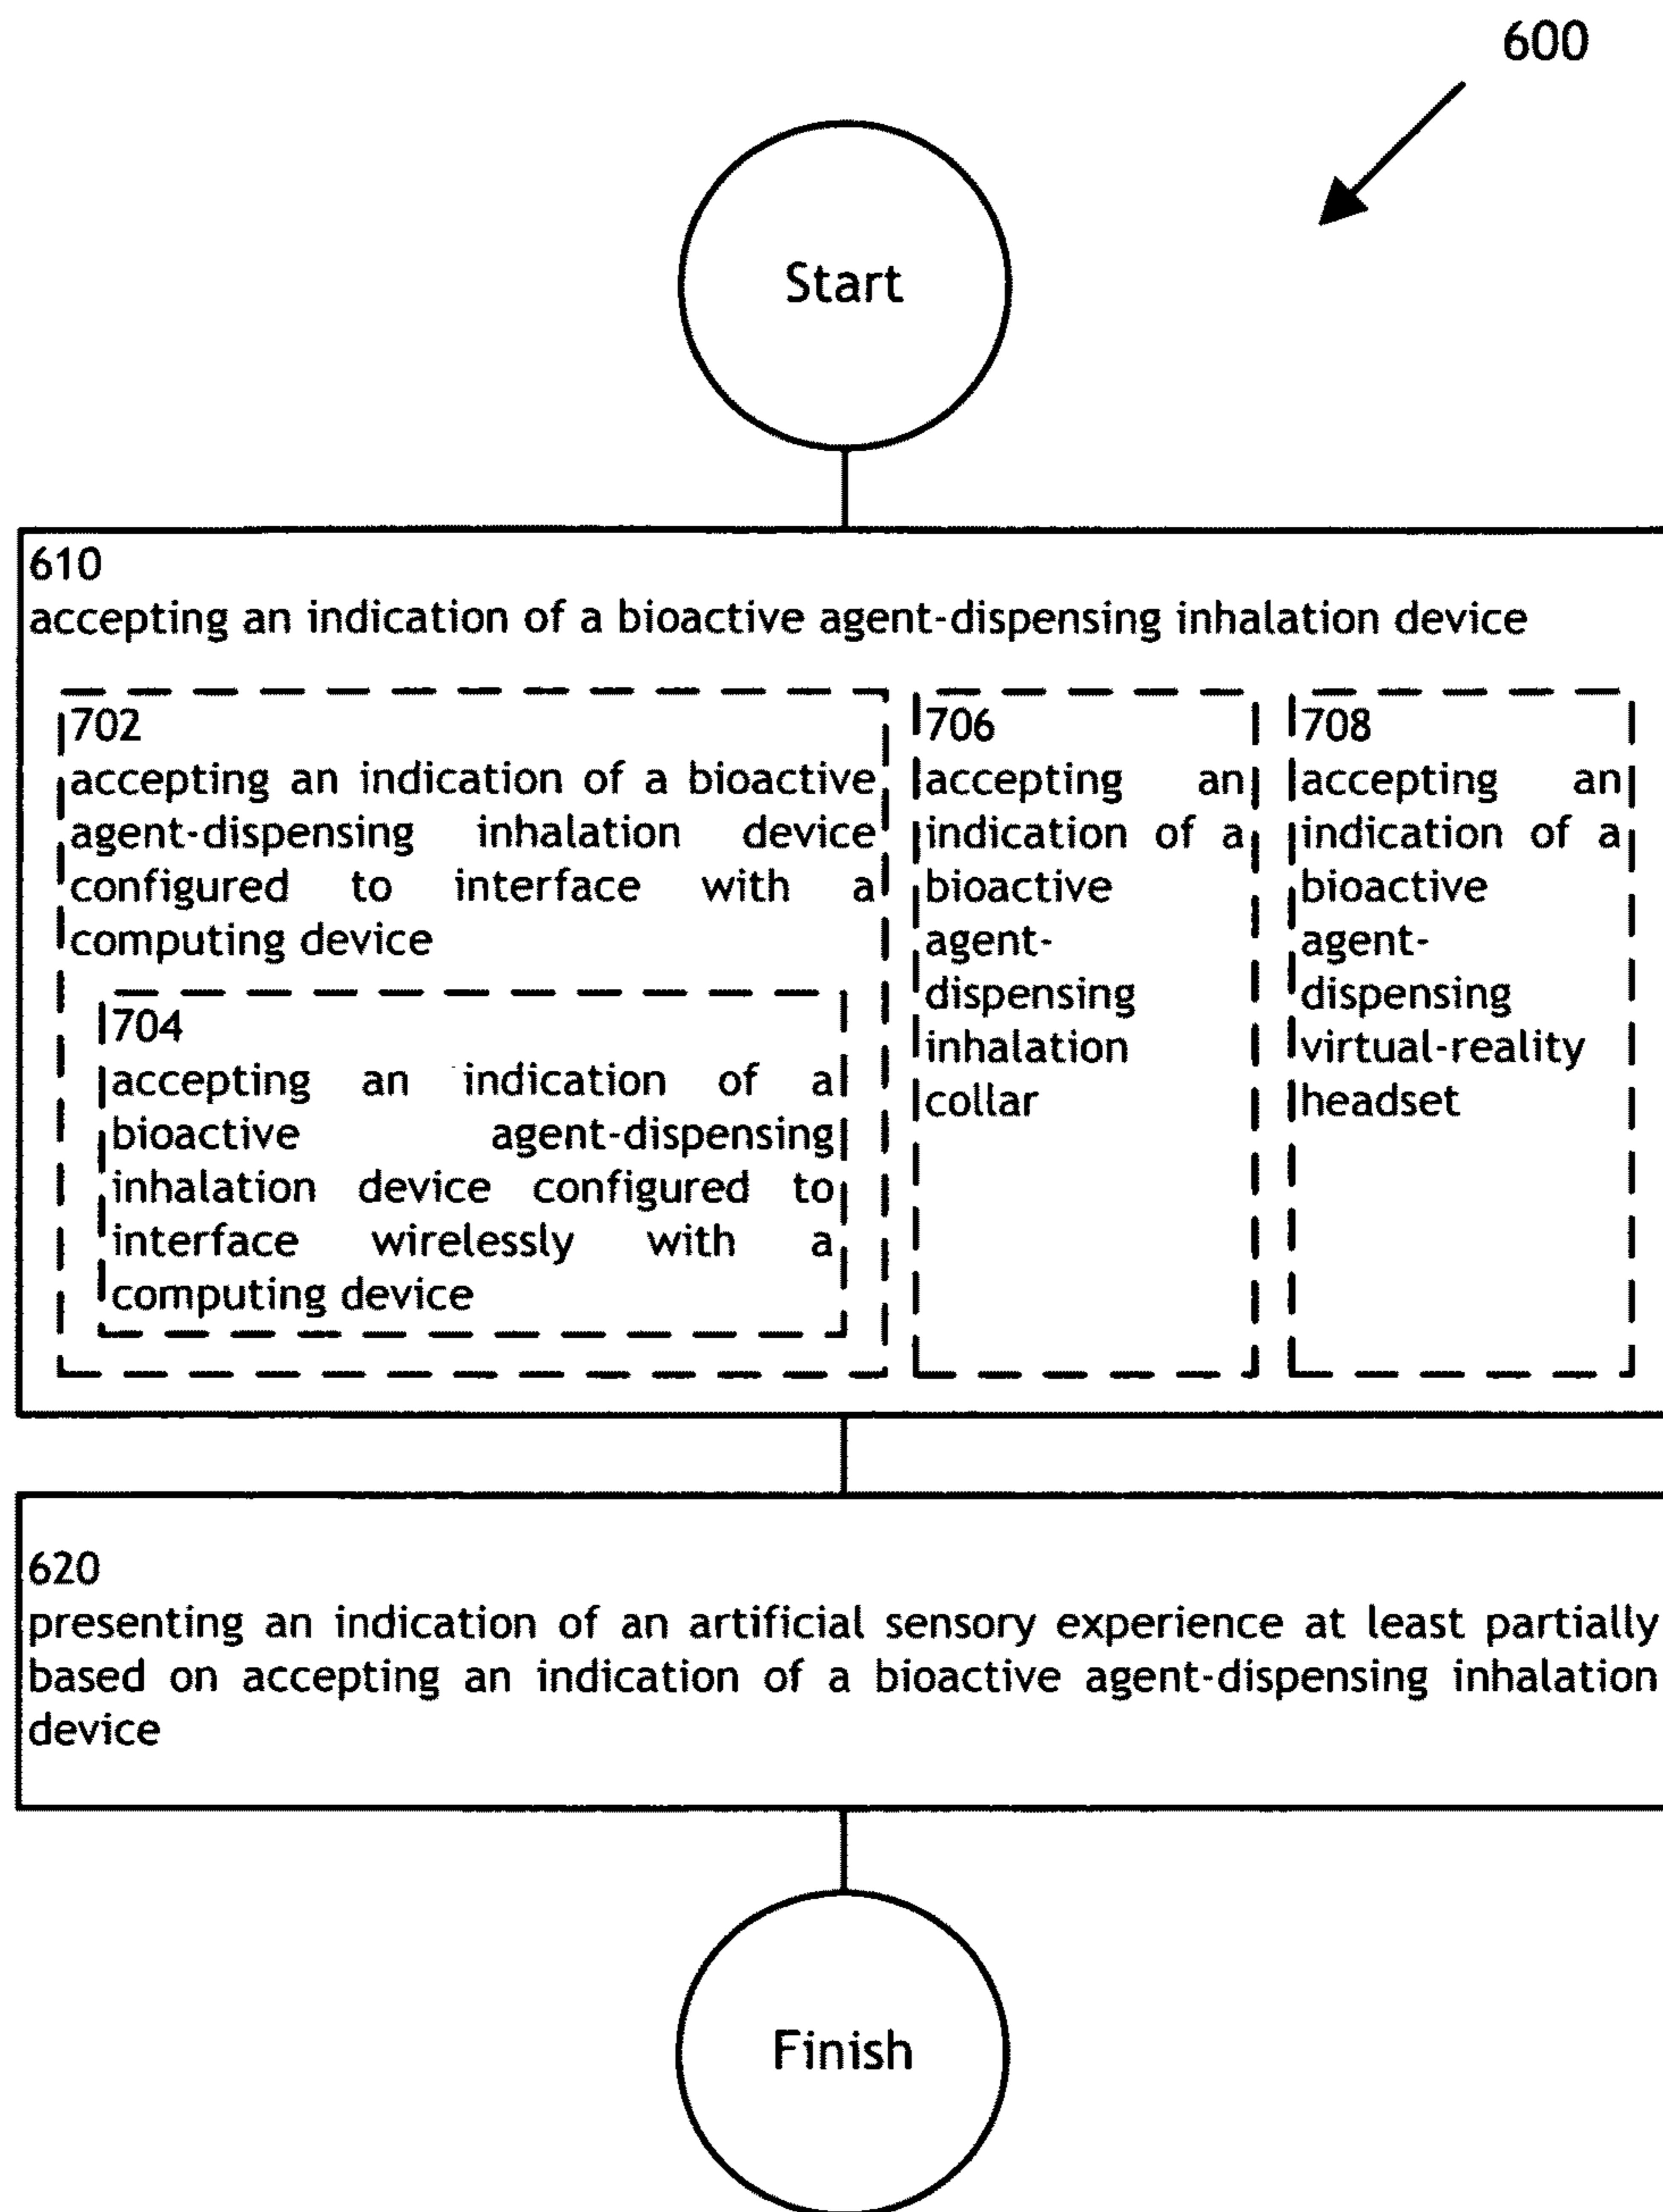 600
Start
610
accepting an indication of a bioactive agent-dispensing inhalation device
702
accepting an indication of a bioactive
agent-dispensing inhalation device
configured to interface with a
computing device
704
accepting an indication of a
bioactive agent-dispensing
inhalation device configured to
interface wirelessly with a
computing device
706
accepting an
indication of a
bioactive
agent-
dispensing
inhalation
collar
708
accepting an
indication of a
bioactive
agent-
dispensing
virtual-reality
headset
620
presenting an indication of an artificial sensory experience at least partially
based on accepting an indication of a bioactive agent-dispensing inhalation
device
Finish